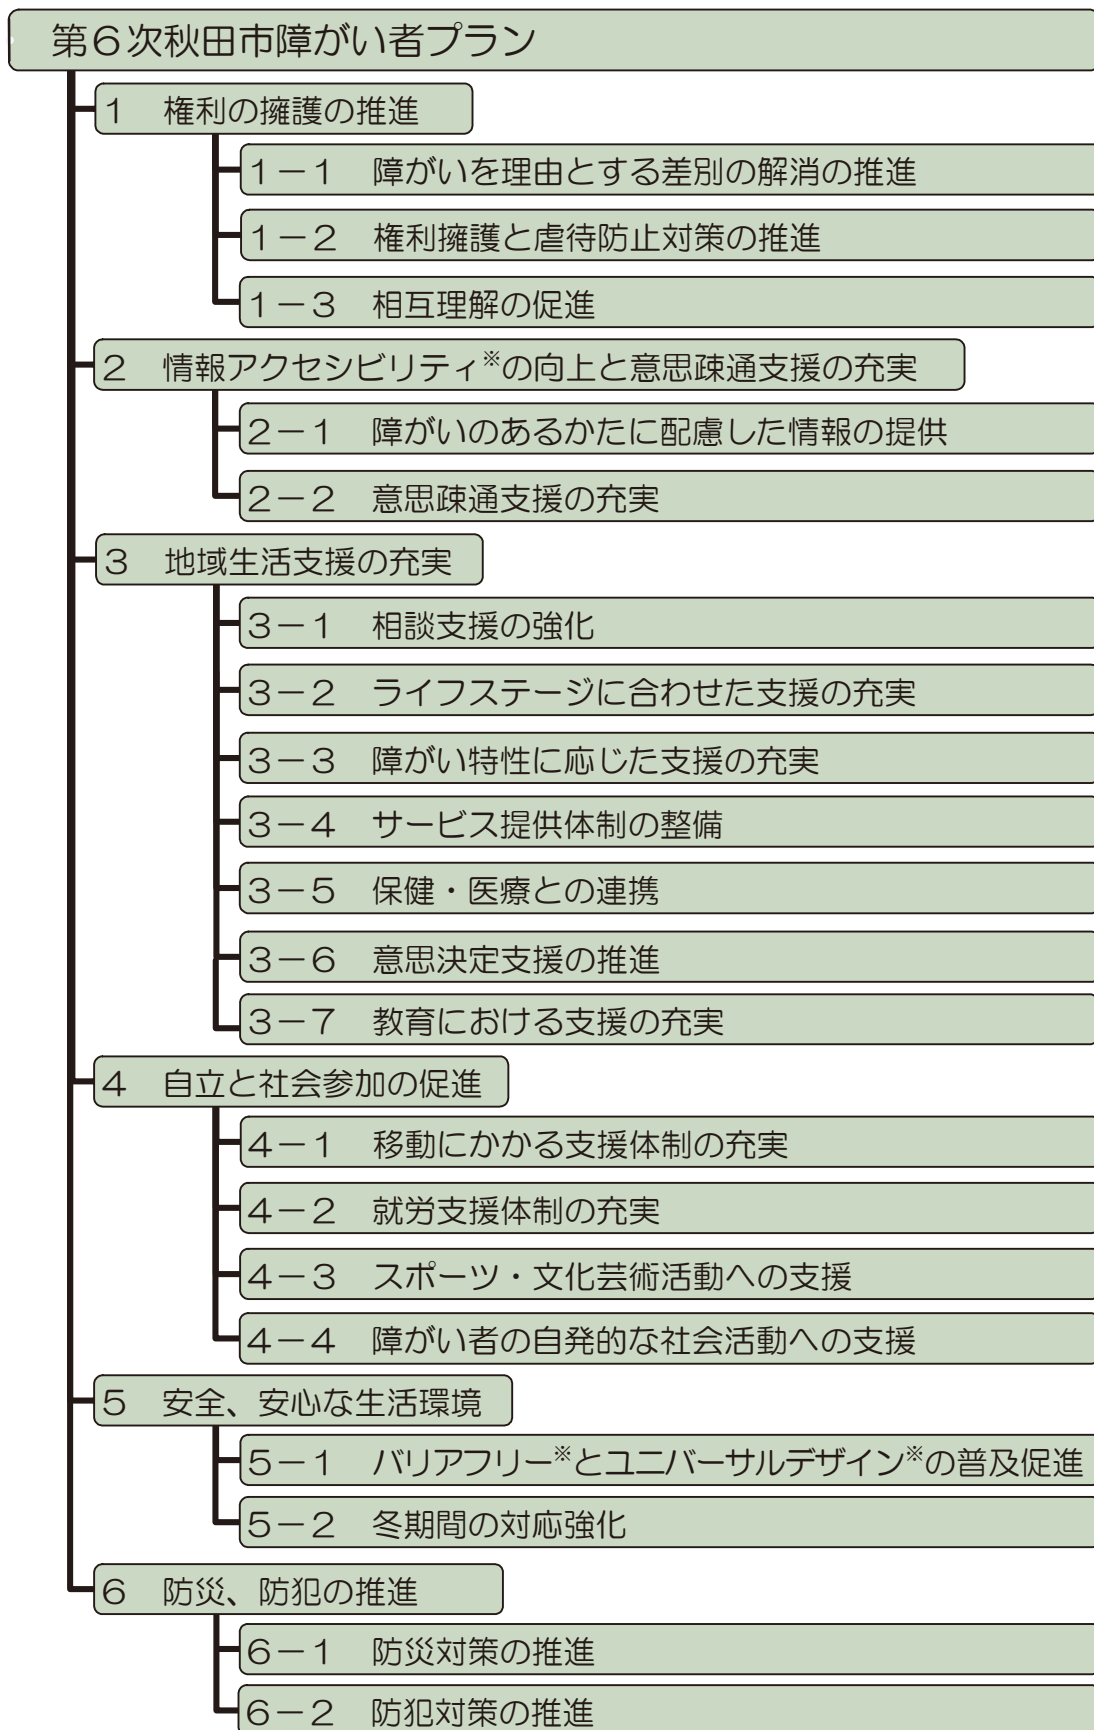 第６次秋田市障がい者プラン
１　権利の擁護の推進
１－１　障がいを理由とする差別の解消の推進
１－２　権利擁護と虐待防止対策の推進
１－３　相互理解の促進
２　情報アクセシビリティ※の向上と意思疎通支援の充実
２－１　障がいのあるかたに配慮した情報の提供
２－２　意思疎通支援の充実
３　地域生活支援の充実
３－１　相談支援の強化
３－２　ライフステージに合わせた支援の充実
３－３　障がい特性に応じた支援の充実
３－４　サービス提供体制の整備
３－５　保健・医療との連携
３－６　意思決定支援の推進
３－７　教育における支援の充実
４　自立と社会参加の促進
４－１　移動にかかる支援体制の充実
４－２　就労支援体制の充実
４－３　スポーツ・文化芸術活動への支援
４－４　障がい者の自発的な社会活動への支援
５　安全、安心な生活環境
５－１　バリアフリー※とユニバーサルデザイン※の普及促進
５－２　冬期間の対応強化
６　防災、防犯の推進
６－１　防災対策の推進
６－２　防犯対策の推進